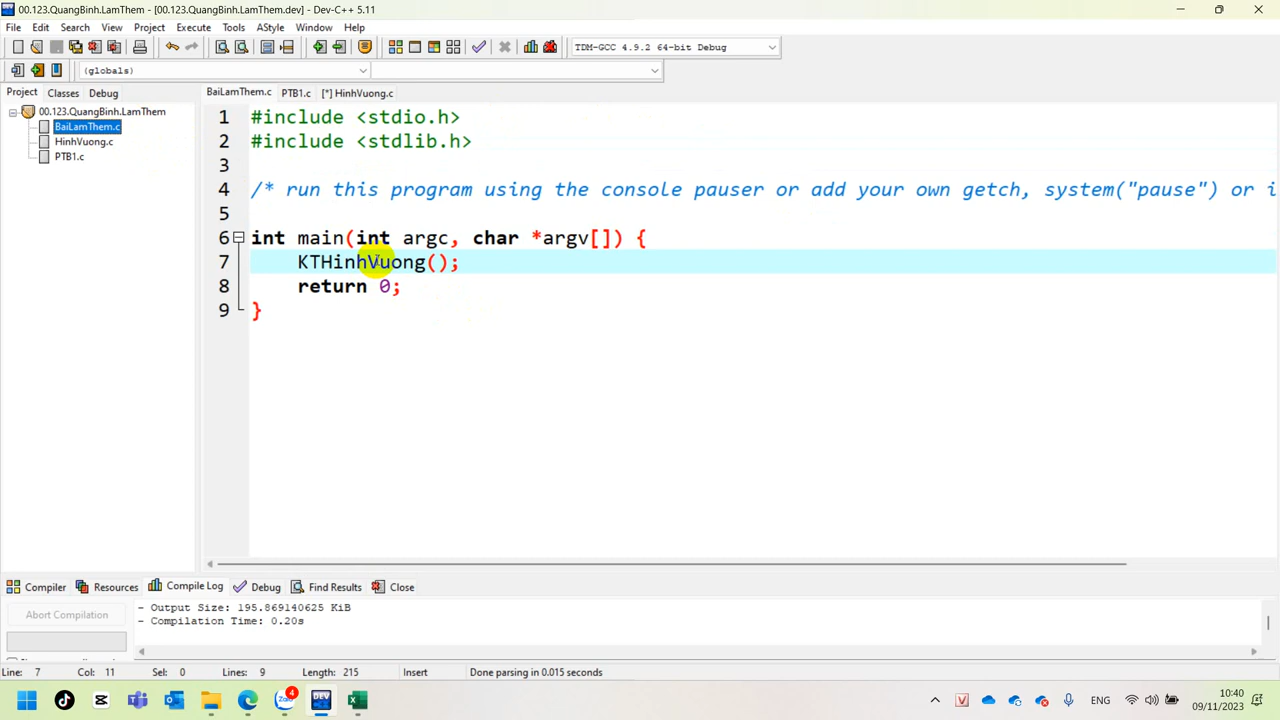 00.123.QuangBinh.LamThem - [00.123.QuangBinh.LamThem.dev] - Dev-C++ 5.11
File Edit Search View Project Execute Tools AStyle Window Help
TDM-GCC 4.9.2 64-bit Debug
(globals)
Project Classes Debug
BaiLamThem.c PTB1.c [*] HinhVuong.c
00.123.QuangBinh.LamThem
BaiLamThem.c
HinhVuong.c
PTB1.c
1 #include <stdio.h>
2 #include <stdlib.h>
3
4 /* run this program using the console pauser or add your own getch, system("pause") or i
5
6 int main(int argc, char *argv[]) {
7 KTHinhVuong();
8 return 0;
9 }
Compiler Resources Compile Log Debug Find Results Close
Abort Compilation
- Output Size: 195.869140625 KiB
- Compilation Time: 0.20s
Line: 7 Col: 11 Sel: 0 Lines: 9 Length: 215 Insert Done parsing in 0.015 seconds
4
DEV
V
ENG
10:40
09/11/2023